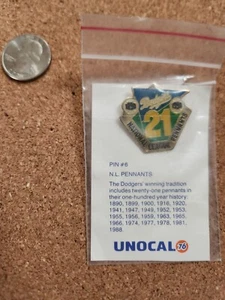 21
PIN #6
N.L. PENNANTS
The Dodgers' winning tradition
includes twenty-one pennants in
their one-hundred year history:
1890, 1899, 1900, 1916, 1920,
1941, 1947, 1949, 1952, 1953,
1955, 1956, 1959, 1963, 1965,
1966, 1974, 1977, 1978, 1981,
1988.
UNOCAL 76